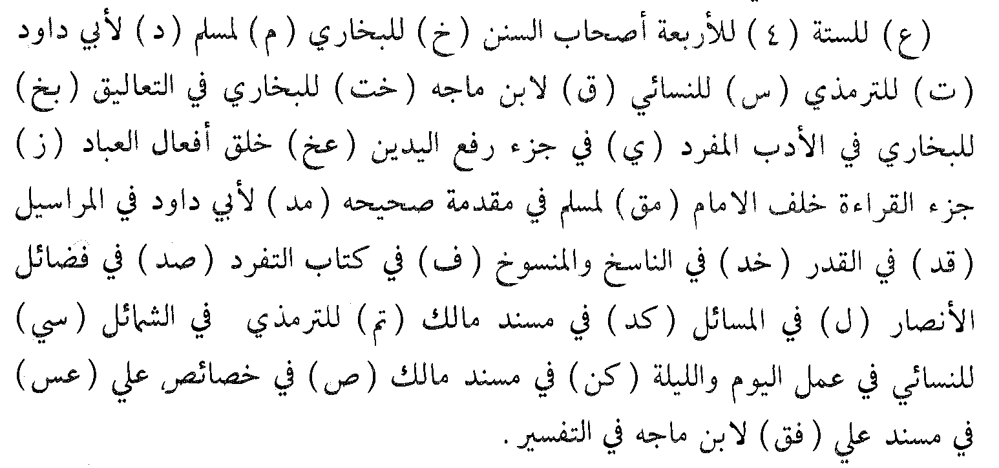 (ع) للستة (٤) للأربعة أصحاب السنن (خ) للبخاري (م) لمسلم (د) لأبي داود
(ت) للترمذي (س) للنسائي (ق) لابن ماجه (خت) للبخاري في التعاليق (بخ)
للبخاري في الأدب المفرد (ي) في جزء رفع اليدين (عخ) خلق أفعال العباد (ز)
جزء القراءة خلف الامام (مق) لمسلم في مقدمة صحيحه (مد) لأبي داود في المراسيل
(قد) في القدر (خد) في الناسخ والمنسوخ (ف) في كتاب التفرد (صد) في فضائل
الأنصار (ل) في المسائل (كد) في مسند مالك (تم) للترمذي في الشمائل (سي)
للنسائي في عمل اليوم والليلة (كن) في مسند مالك (ص) في خصائص علي (عس)
في مسند علي (فق) لابن ماجه في التفسير .